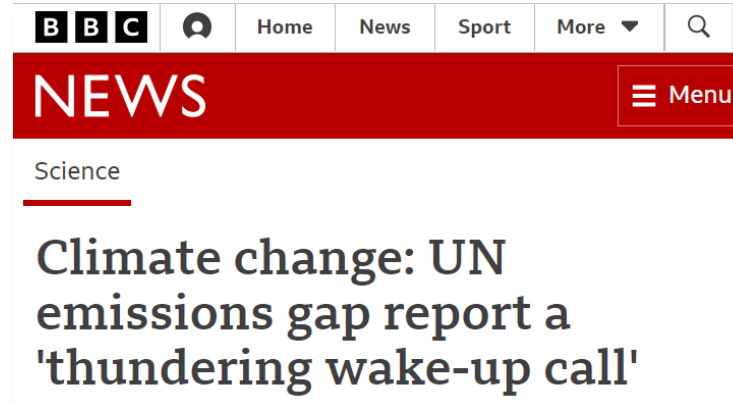 BBC Home News Sport More
NEWS Menu
Science
Climate change: UN
emissions gap report a
'thundering wake-up call'